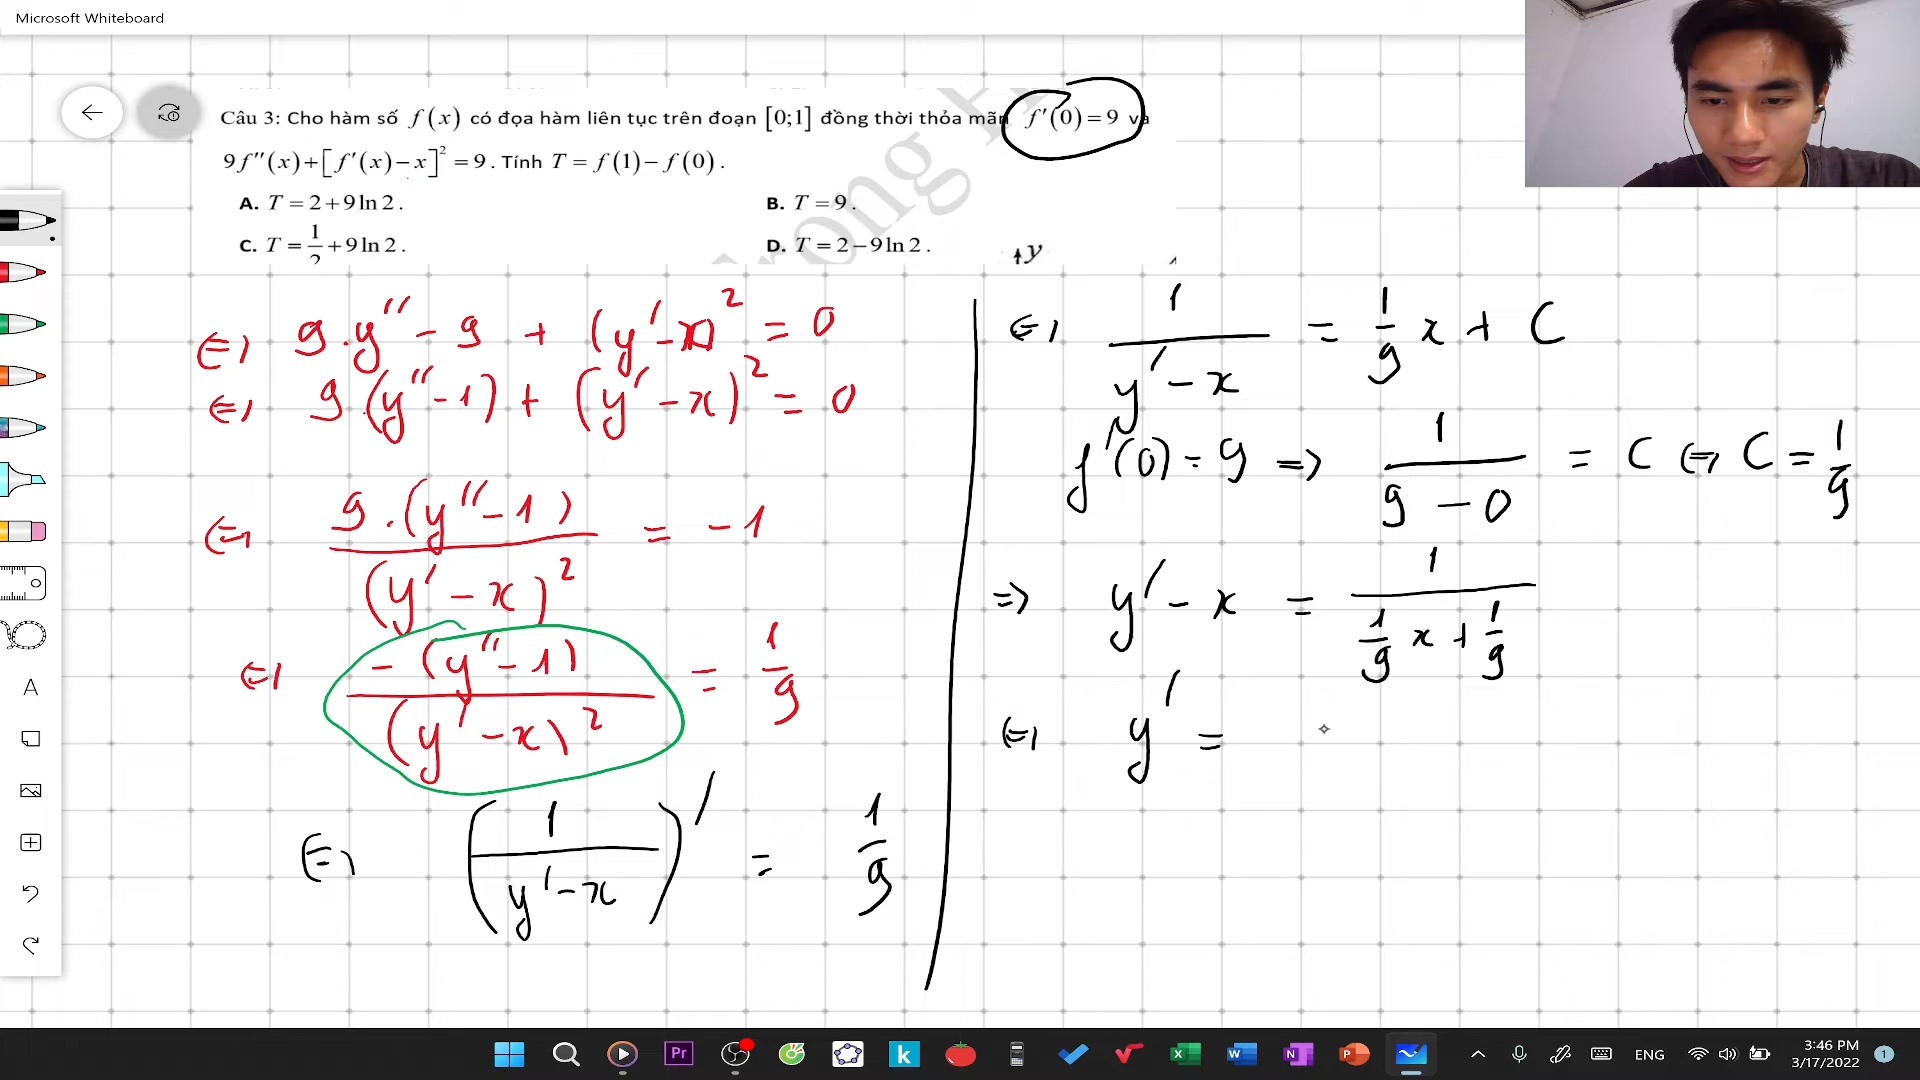 Microsoft Whiteboard
Câu 3: Cho hàm số f(x) có đọa hàm liên tục trên đoạn [0;1] đồng thời thỏa mãn f'(0)=9 và
9f''(x)+[f'(x)−x]²=9. Tính T=f(1)−f(0).
A. T=2+9ln2. B. T=9.
C. T=1/2+9ln2. D. T=2−9ln2.
y
⇔ 9.y'' - 9 + (y'-x)² = 0
⇔ 9.(y''-1) + (y'-x)² = 0
⇔ 9.(y''-1)/(y'-x)² = -1
⇔ -(y''-1)/(y'-x)² = 1/9
⇔ (1/(y'-x))' = 1/9
⇔ 1/(y'-x) = 1/9 x + C
f'(0) = 9 => 1/(9-0) = C ⇔ C = 1/9
=> y'-x = 1/(1/9 x + 1/9)
⇔ y' =
A
Pr
k
ENG
3:46 PM
3/17/2022
1